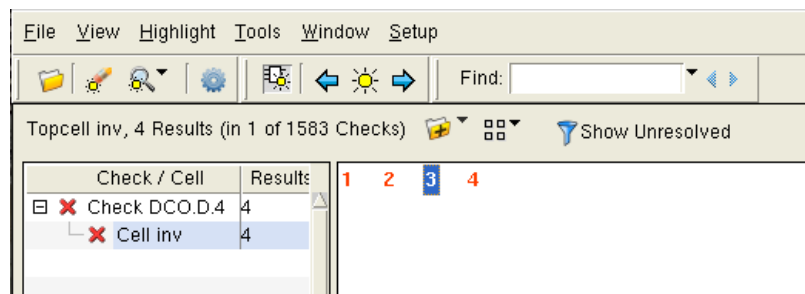 File View Highlight Tools Window Setup
Find:
Topcell inv, 4 Results (in 1 of 1583 Checks) Show Unresolved
Check / Cell Results 1 2 3 4
Check DCO.D.4 4
Cell inv 4